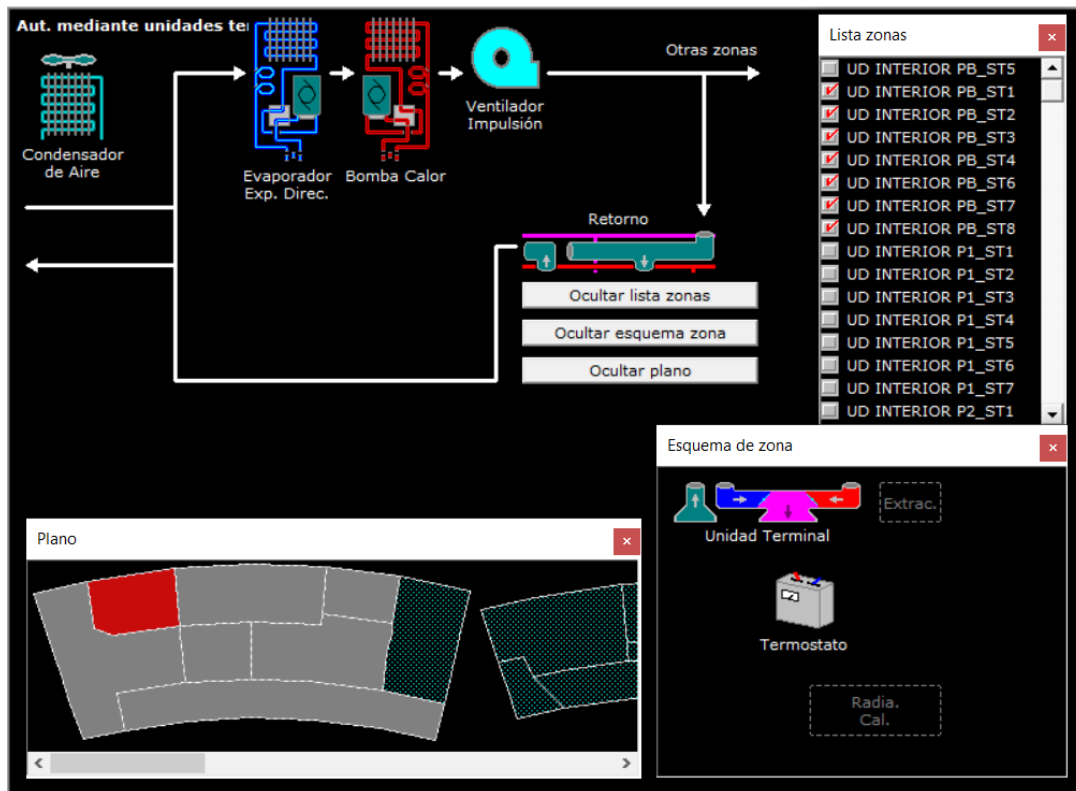 Aut. mediante unidades te
Condensador
de Aire
Evaporador
Exp. Direc.
Bomba Calor
Ventilador
Impulsión
Otras zonas
Retorno
Ocultar lista zonas
Ocultar esquema zona
Ocultar plano
Lista zonas
UD INTERIOR PB_ST5
UD INTERIOR PB_ST1
UD INTERIOR PB_ST2
UD INTERIOR PB_ST3
UD INTERIOR PB_ST4
UD INTERIOR PB_ST6
UD INTERIOR PB_ST7
UD INTERIOR PB_ST8
UD INTERIOR P1_ST1
UD INTERIOR P1_ST2
UD INTERIOR P1_ST3
UD INTERIOR P1_ST4
UD INTERIOR P1_ST5
UD INTERIOR P1_ST6
UD INTERIOR P1_ST7
UD INTERIOR P2_ST1
Esquema de zona
Extrac.
Unidad Terminal
Termostato
Radia.
Cal.
Plano